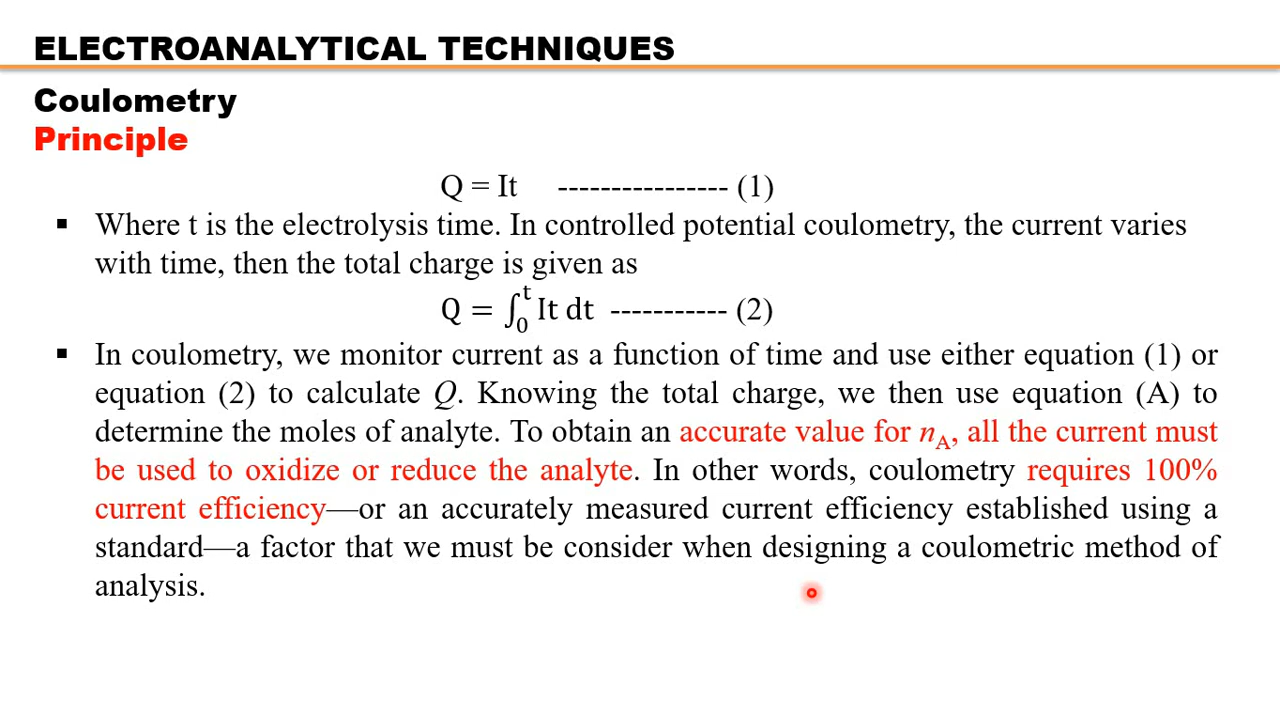 ELECTROANALYTICAL TECHNIQUES
Coulometry
Principle
Q = It ---------------- (1)
▪ Where t is the electrolysis time. In controlled potential coulometry, the current varies
with time, then the total charge is given as
Q = ∫₀ᵗ It dt ----------- (2)
▪ In coulometry, we monitor current as a function of time and use either equation (1) or
equation (2) to calculate Q. Knowing the total charge, we then use equation (A) to
determine the moles of analyte. To obtain an accurate value for n_A, all the current must
be used to oxidize or reduce the analyte. In other words, coulometry requires 100%
current efficiency—or an accurately measured current efficiency established using a
standard—a factor that we must be consider when designing a coulometric method of
analysis.